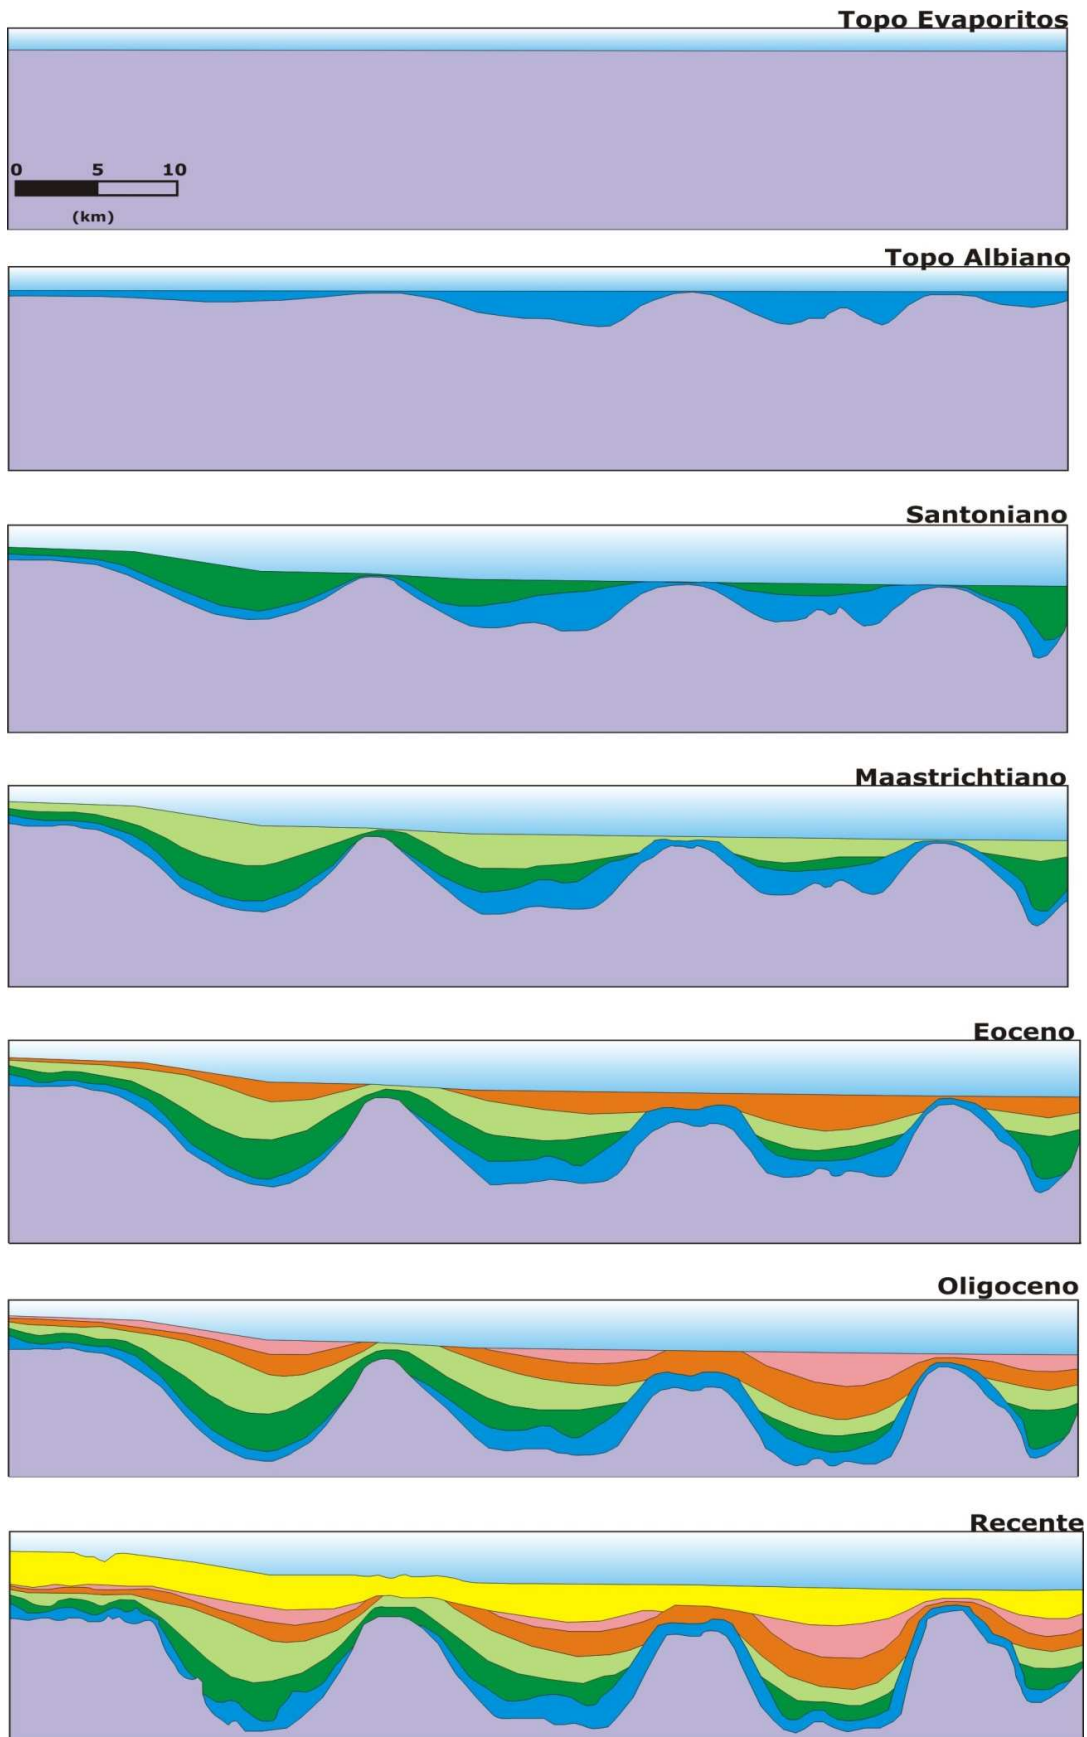 Topo Evaporitos
0 5 10
(km)
Topo Albiano
Santoniano
Maastrichtiano
Eoceno
Oligoceno
Recente